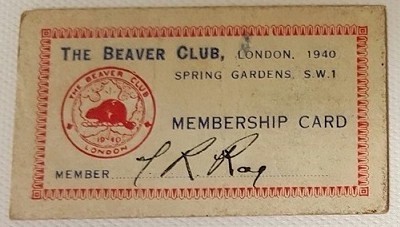 THE BEAVER CLUB, LONDON, 1940
SPRING GARDENS, S.W.1
THE BEAVER CLUB
1940
LONDON
MEMBERSHIP CARD
MEMBER J. R. Ray